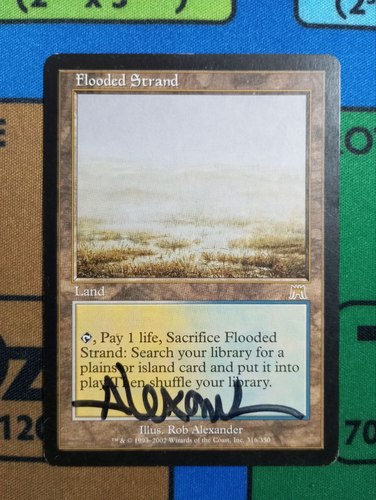 Flooded Strand
Land
, Pay 1 life, Sacrifice Flooded
Strand: Search your library for a
plains or island card and put it into
play. Then shuffle your library.
Illus. Rob Alexander
™ & © 1993-2002 Wizards of the Coast, Inc. 316/350
120
70